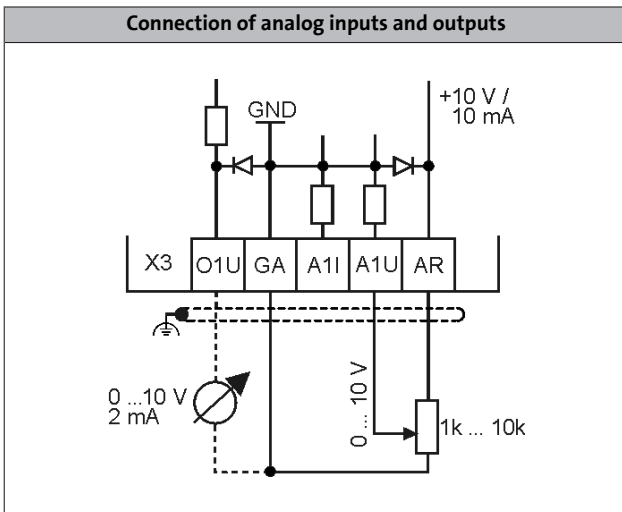 Connection of analog inputs and outputs
GND
+10 V /
10 mA
X3 O1U GA A1I A1U AR
0 ...10 V
2 mA
0 ... 10 V
1k ... 10k